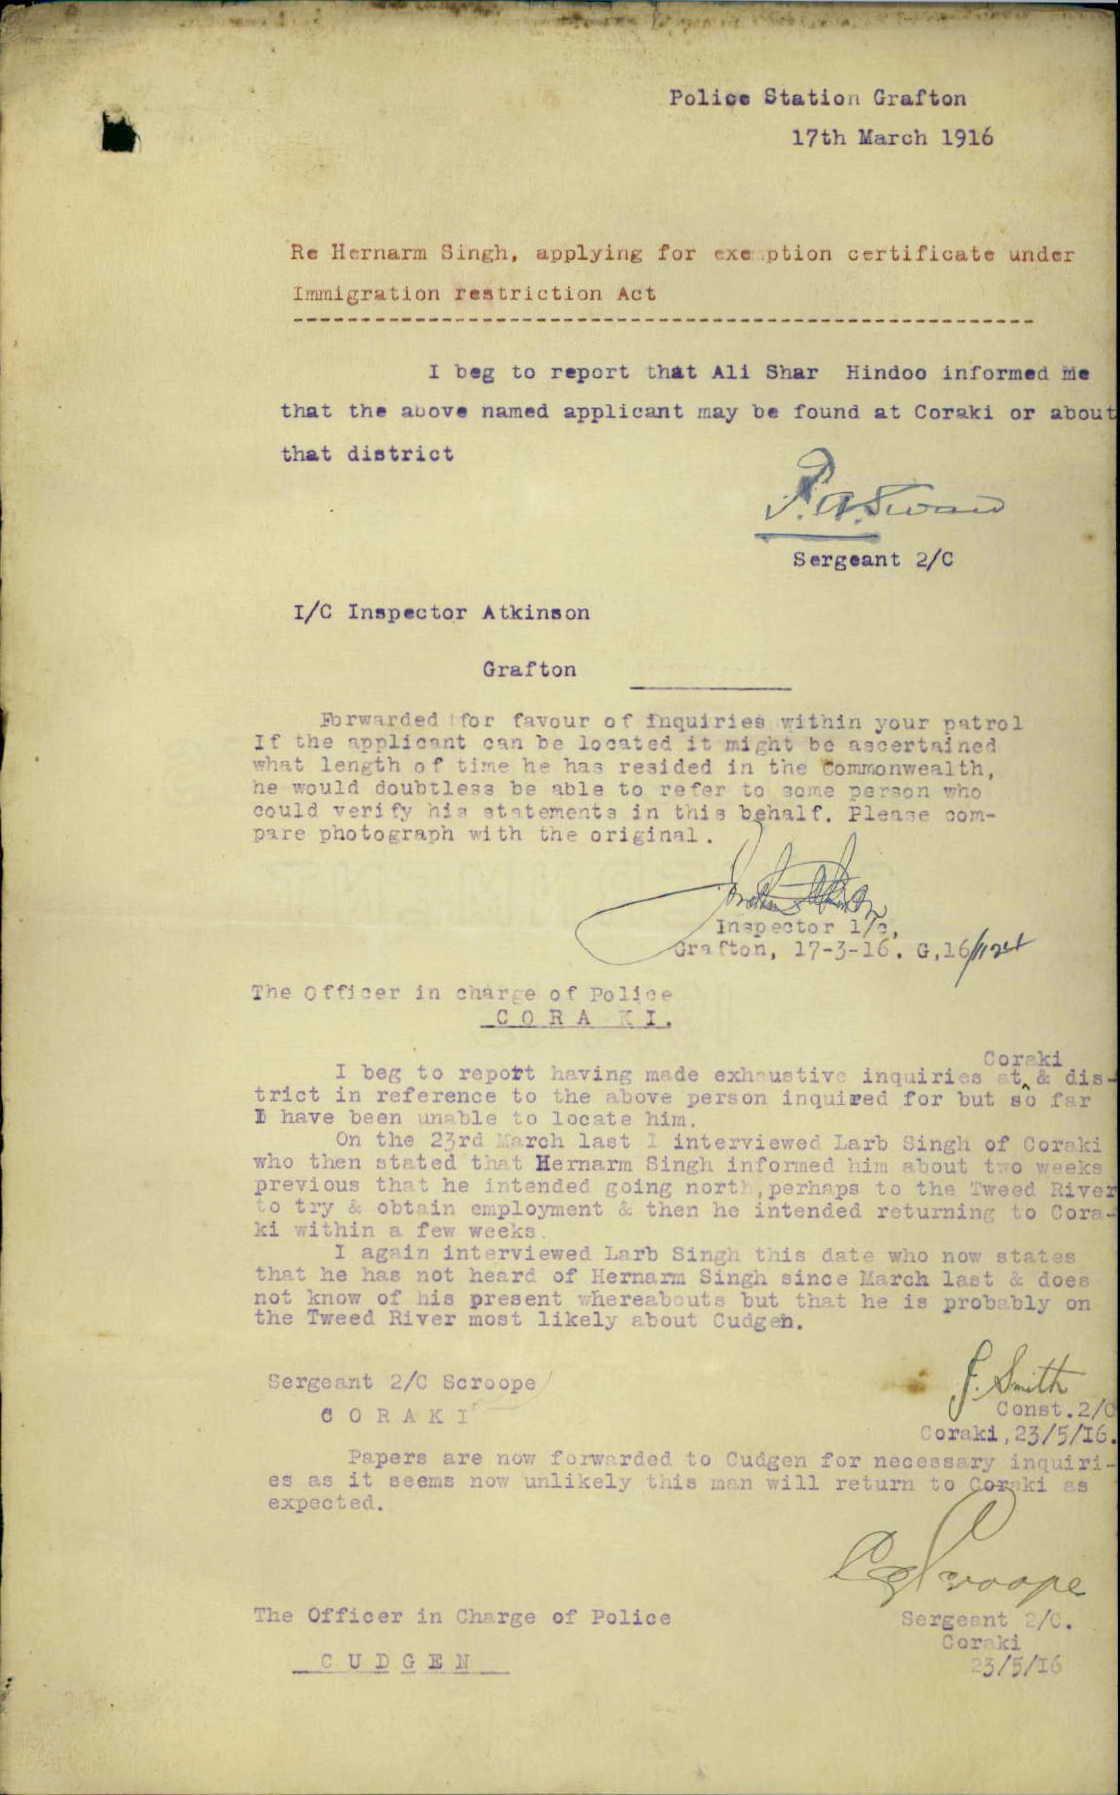 Police Station Grafton
17th March 1916
Re Hernarm Singh, applying for exemption certificate under
Immigration restriction Act
I beg to report that Ali Shar Hindoo informed me
that the above named applicant may be found at Coraki or about
that district
Sergeant 2/C
I/C Inspector Atkinson
Grafton
Forwarded for favour of inquiries within your patrol
If the applicant can be located it might be ascertained
what length of time he has resided in the Commonwealth,
he would doubtless be able to refer to some person who
could verify his statements in this behalf. Please com-
pare photograph with the original.
Inspector 1/c,
Grafton, 17-3-16. G,16/
The Officer in charge of Police
CORAKI.
Coraki
I beg to report having made exhaustive inquiries at & dis-
trict in reference to the above person inquired for but so far
I have been unable to locate him.
On the 23rd March last I interviewed Larb Singh of Coraki
who then stated that Hernarm Singh informed him about two weeks
previous that he intended going north, perhaps to the Tweed River
to try & obtain employment & then he intended returning to Cora-
ki within a few weeks.
I again interviewed Larb Singh this date who now states
that he has not heard of Hernarm Singh since March last & does
not know of his present whereabouts but that he is probably on
the Tweed River most likely about Cudgen.
J. Smith
Sergeant 2/C Scroope
Const. 2/C
CORAKI
Coraki, 23/5/I6.
Papers are now forwarded to Cudgen for necessary inquiri-
es as it seems now unlikely this man will return to Coraki as
expected.
Scroope
The Officer in Charge of Police
Sergeant 2/C.
Coraki
CUDGEN
23/5/I6